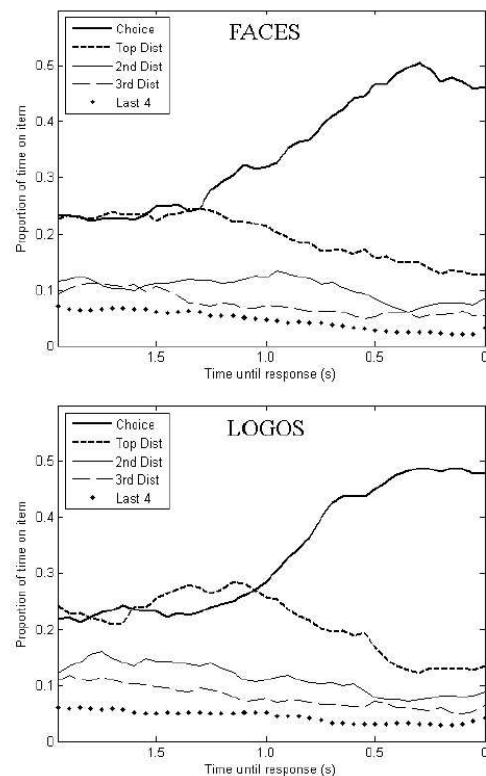 FACES
Choice
Top Dist
2nd Dist
3rd Dist
Last 4
Proportion of time on item
0.5
0.4
0.3
0.2
0.1
0
1.5
1.0
0.5
0
Time until response (s)
LOGOS
Choice
Top Dist
2nd Dist
3rd Dist
Last 4
Proportion of time on item
0.5
0.4
0.3
0.2
0.1
0
1.5
1.0
0.5
0
Time until response (s)